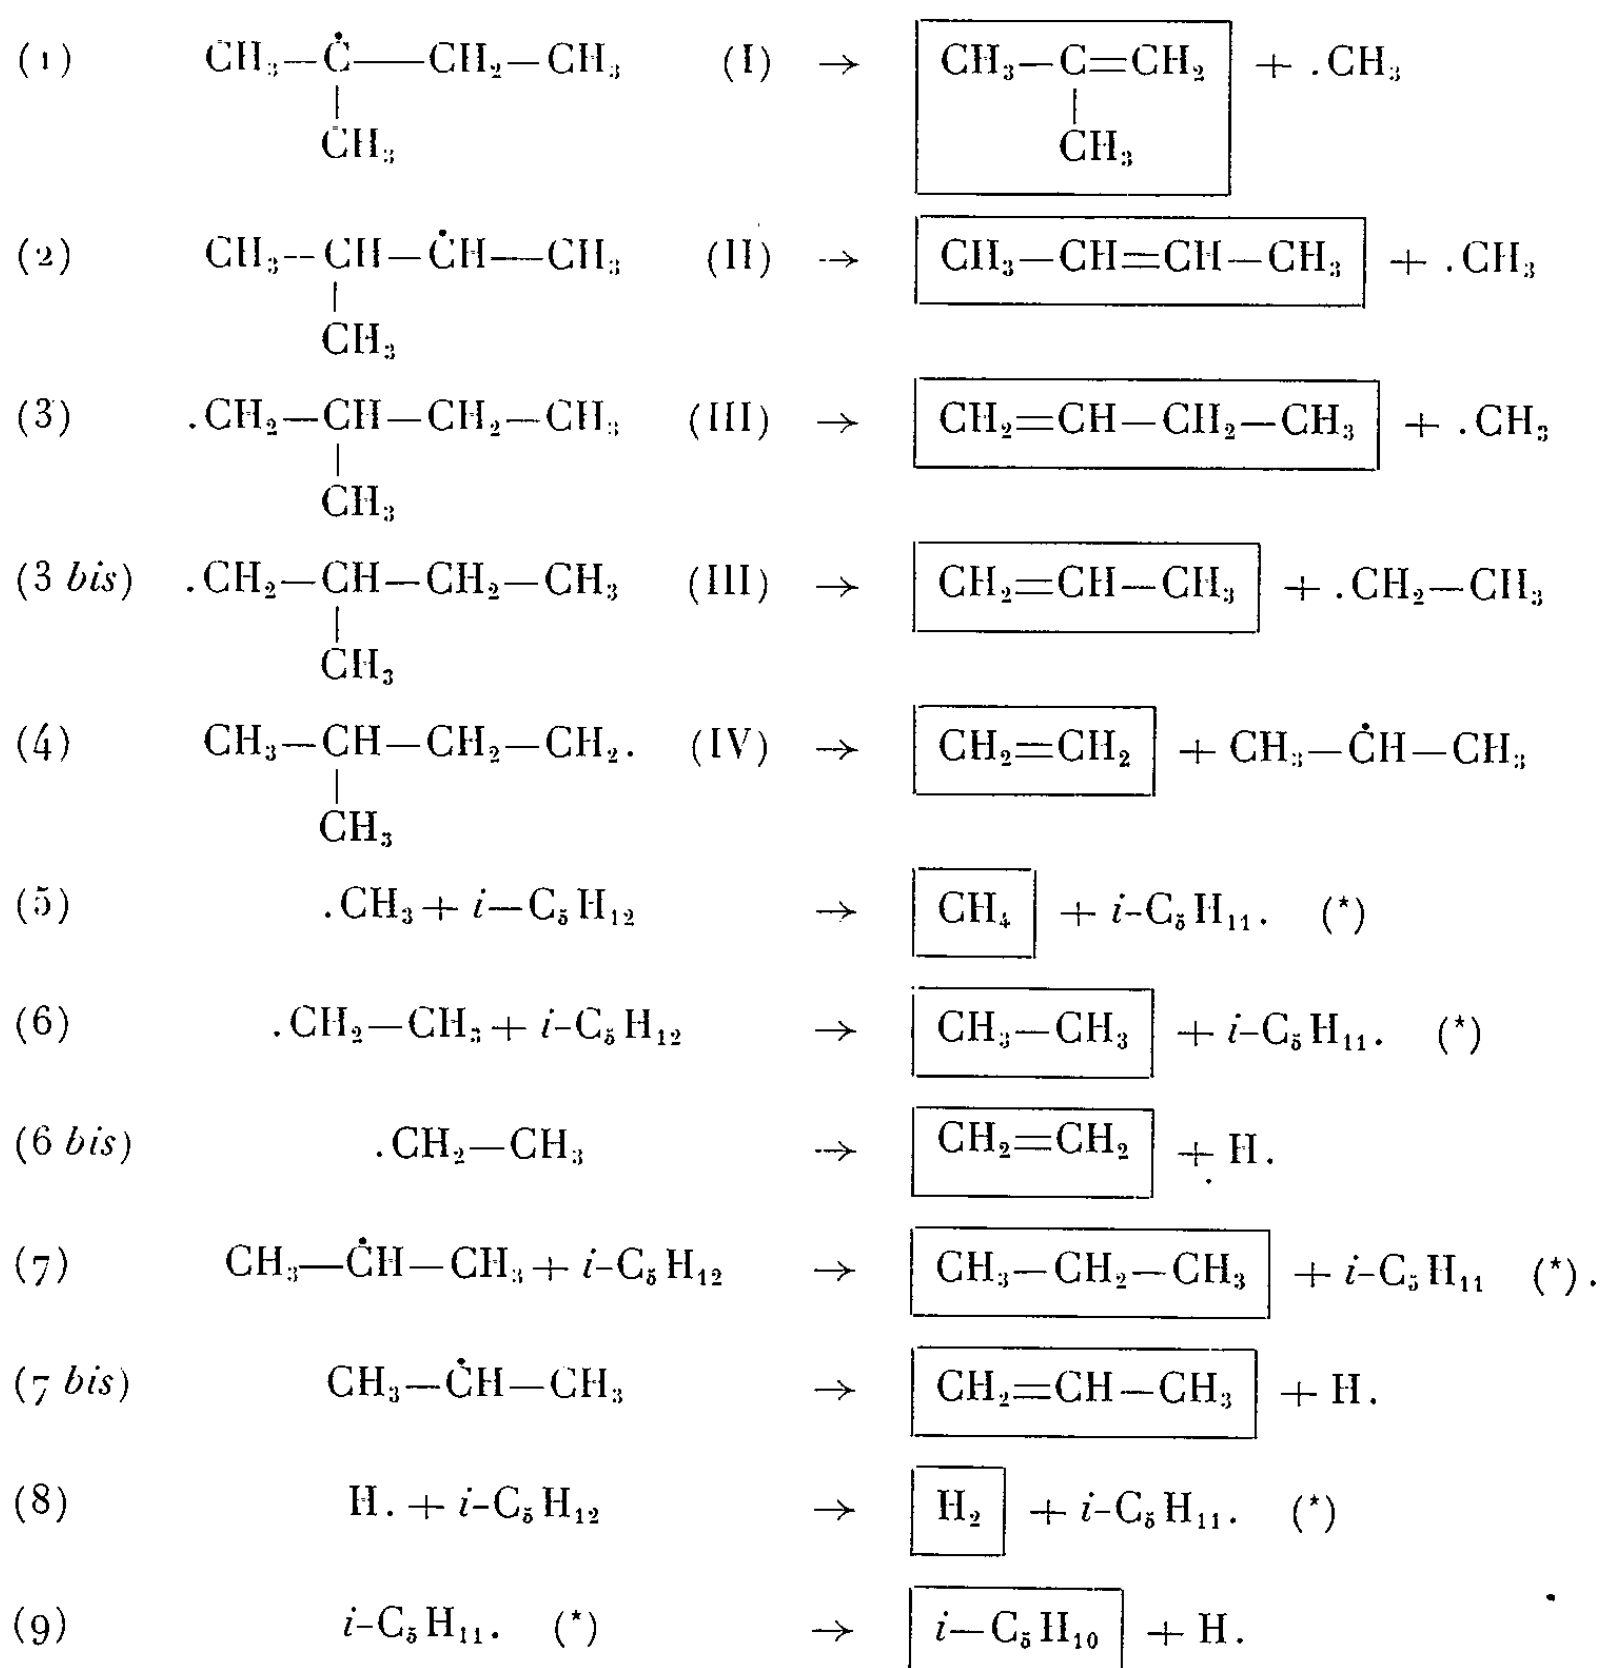 (1) CH₃—Ċ—CH₂—CH₃ (I) → CH₃—C=CH₂ + .CH₃
CH₃ CH₃
(2) CH₃—CH—ĊH—CH₃ (II) → CH₃—CH=CH—CH₃ + .CH₃
CH₃
(3) .CH₂—CH—CH₂—CH₃ (III) → CH₂=CH—CH₂—CH₃ + .CH₃
CH₃
(3 bis) .CH₂—CH—CH₂—CH₃ (III) → CH₂=CH—CH₃ + .CH₂—CH₃
CH₃
(4) CH₃—CH—CH₂—CH₂. (IV) → CH₂=CH₂ + CH₃—ĊH—CH₃
CH₃
(5) .CH₃ + i—C₅H₁₂ → CH₄ + i-C₅H₁₁. (*)
(6) .CH₂—CH₃ + i-C₅H₁₂ → CH₃—CH₃ + i-C₅H₁₁. (*)
(6 bis) .CH₂—CH₃ → CH₂=CH₂ + H.
(7) CH₃—ĊH—CH₃ + i-C₅H₁₂ → CH₃—CH₂—CH₃ + i-C₅H₁₁ (*).
(7 bis) CH₃—ĊH—CH₃ → CH₂=CH—CH₃ + H.
(8) H. + i-C₅H₁₂ → H₂ + i-C₅H₁₁. (*)
(9) i-C₅H₁₁. (*) → i—C₅H₁₀ + H.